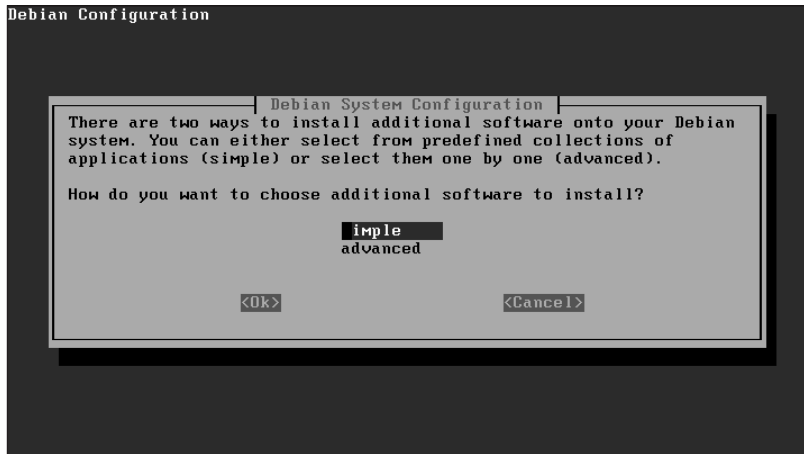 Debian Configuration
Debian System Configuration
There are two ways to install additional software onto your Debian
system. You can either select from predefined collections of
applications (simple) or select them one by one (advanced).
How do you want to choose additional software to install?
imple
advanced
<Ok> <Cancel>